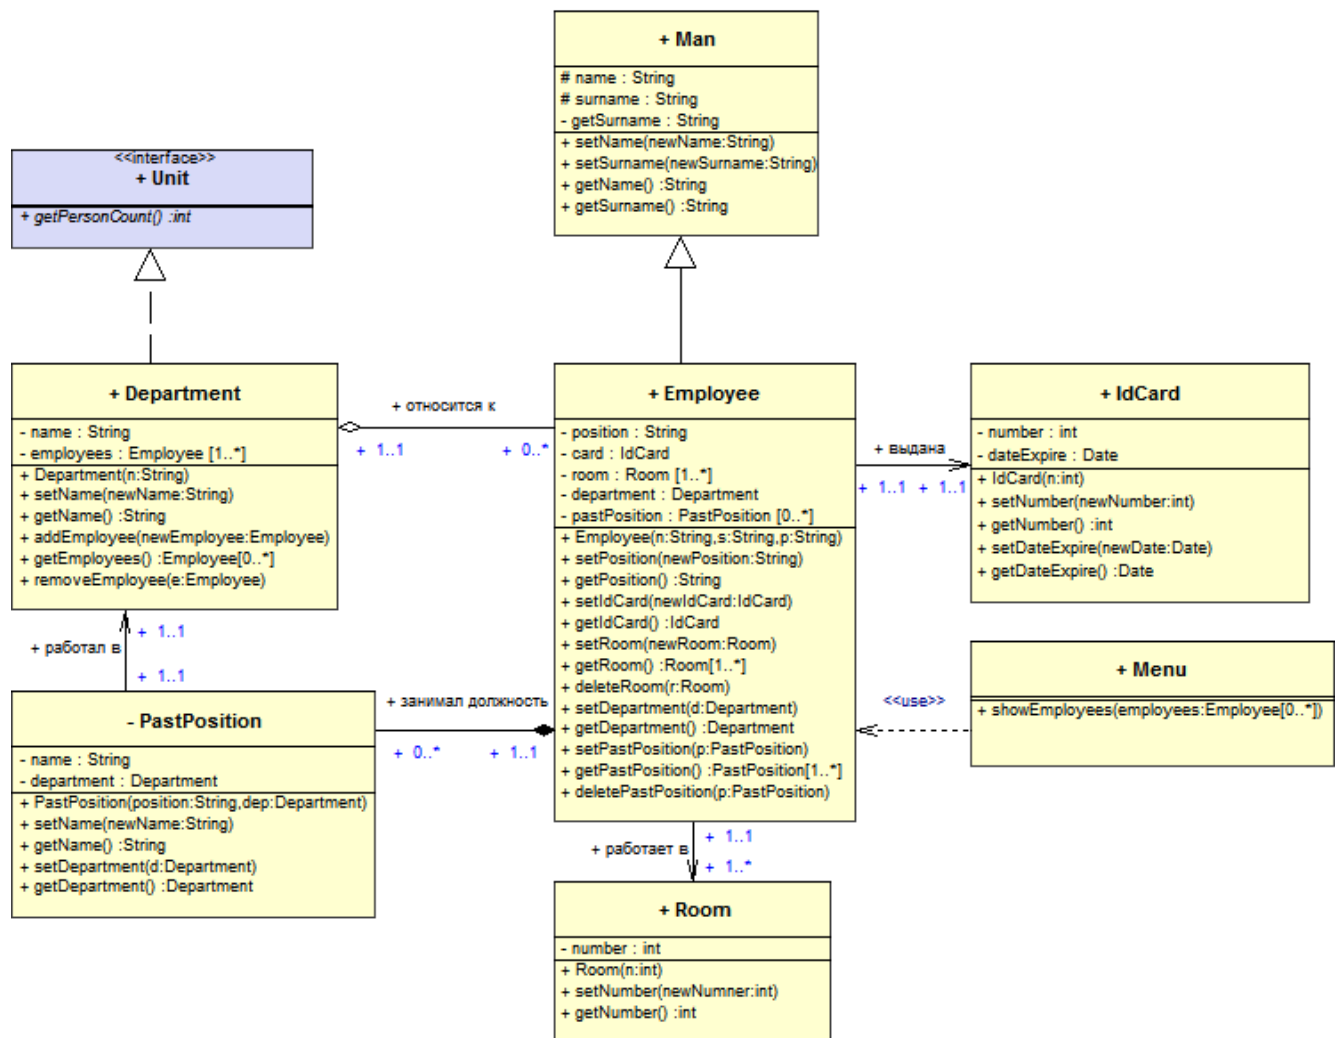 + Man
# name : String
# surname : String
- getSurname : String
+ setName(newName:String)
+ setSurname(newSurname:String)
+ getName() :String
+ getSurname() :String
<<interface>>
+ Unit
+ getPersonCount() :int
+ Department
- name : String
- employees : Employee [1..*]
+ Department(n:String)
+ setName(newName:String)
+ getName() :String
+ addEmployee(newEmployee:Employee)
+ getEmployees() :Employee[0..*]
+ removeEmployee(e:Employee)
+ относится к
+ 1..1
+ 0..*
+ Employee
- position : String
- card : IdCard
- room : Room [1..*]
- department : Department
- pastPosition : PastPosition [0..*]
+ Employee(n:String,s:String,p:String)
+ setPosition(newPosition:String)
+ getPosition() :String
+ setIdCard(newIdCard:IdCard)
+ getIdCard() :IdCard
+ setRoom(newRoom:Room)
+ getRoom() :Room[1..*]
+ deleteRoom(r:Room)
+ setDepartment(d:Department)
+ getDepartment() :Department
+ setPastPosition(p:PastPosition)
+ getPastPosition() :PastPosition[1..*]
+ deletePastPosition(p:PastPosition)
+ выдана
+ 1..1 + 1..1
+ IdCard
- number : int
- dateExpire : Date
+ IdCard(n:int)
+ setNumber(newNumber:int)
+ getNumber() :int
+ setDateExpire(newDate:Date)
+ getDateExpire() :Date
+ 1..1
+ работал в
+ 1..1
- PastPosition
- name : String
- department : Department
+ PastPosition(position:String,dep:Department)
+ setName(newName:String)
+ getName() :String
+ setDepartment(d:Department)
+ getDepartment() :Department
+ занимал должность
+ 0..*
+ 1..1
<<use>>
+ Menu
+ showEmployees(employees:Employee[0..*])
+ 1..1
+ работает в
+ 1..*
+ Room
- number : int
+ Room(n:int)
+ setNumber(newNumner:int)
+ getNumber() :int